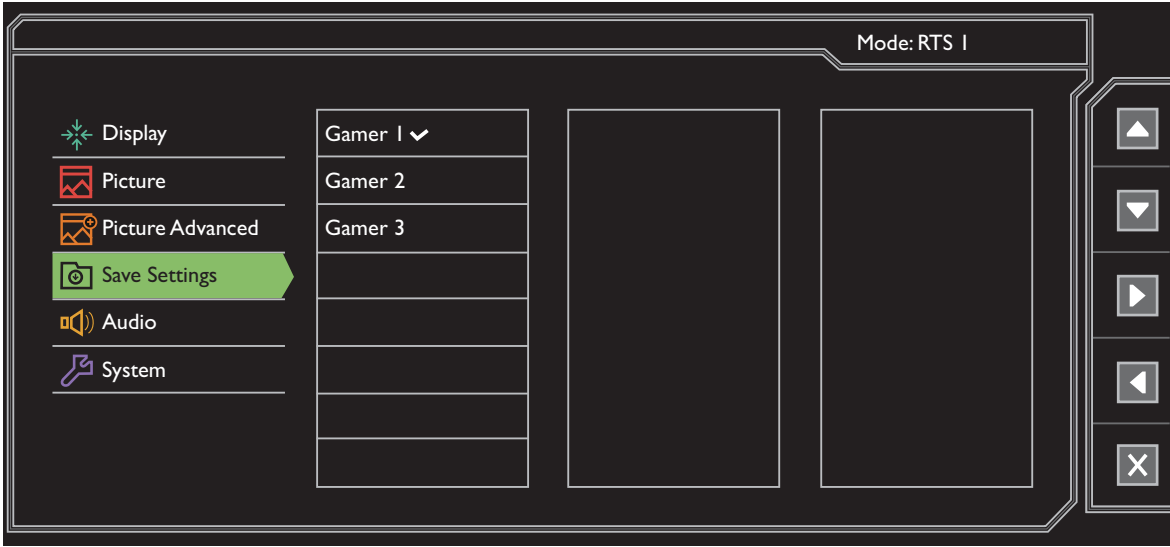 Mode: RTS 1
Display
Picture
Picture Advanced
Save Settings
Audio
System
Gamer 1
Gamer 2
Gamer 3